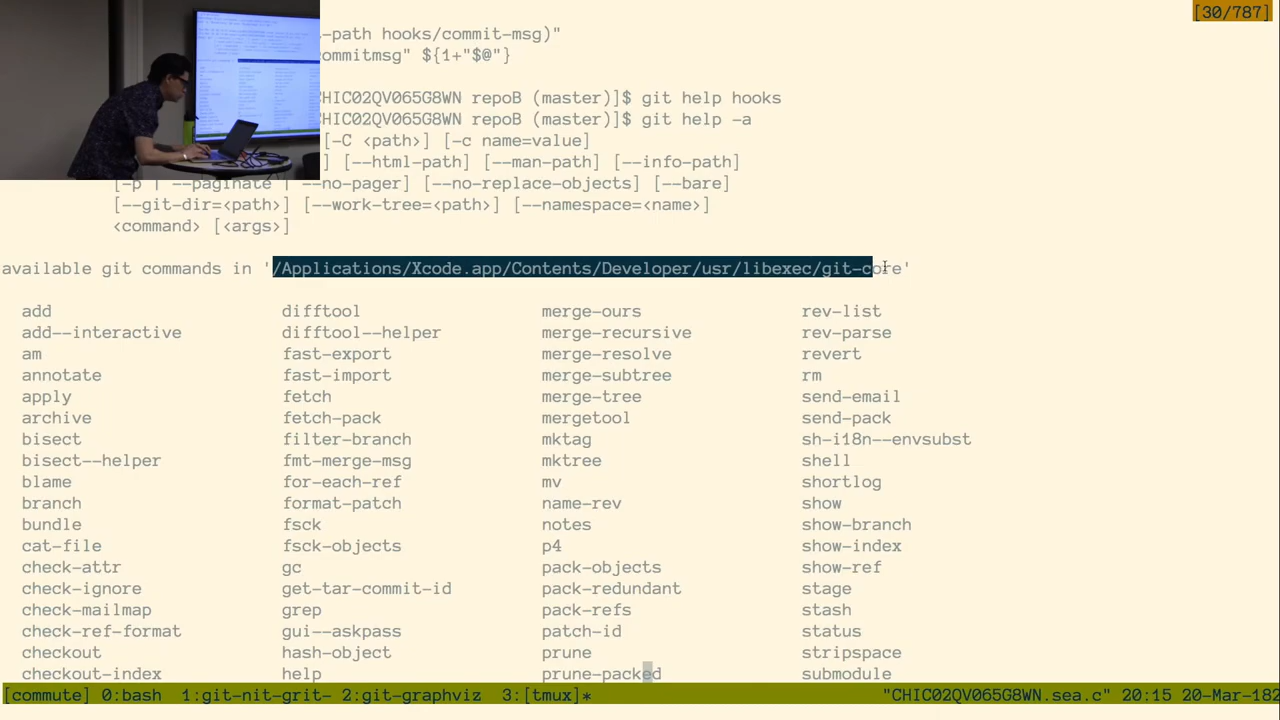 [30/787]
-path hooks/commit-msg)"
commitmsg" ${1+"$@"}
CHIC02QV065G8WN repoB (master)]$ git help hooks
CHIC02QV065G8WN repoB (master)]$ git help -a
[-C <path>] [-c name=value]
] [--html-path] [--man-path] [--info-path]
[-p | --paginate | --no-pager] [--no-replace-objects] [--bare]
[--git-dir=<path>] [--work-tree=<path>] [--namespace=<name>]
<command> [<args>]
available git commands in '/Applications/Xcode.app/Contents/Developer/usr/libexec/git-core'
add difftool merge-ours rev-list
add--interactive difftool--helper merge-recursive rev-parse
am fast-export merge-resolve revert
annotate fast-import merge-subtree rm
apply fetch merge-tree send-email
archive fetch-pack mergetool send-pack
bisect filter-branch mktag sh-i18n--envsubst
bisect--helper fmt-merge-msg mktree shell
blame for-each-ref mv shortlog
branch format-patch name-rev show
bundle fsck notes show-branch
cat-file fsck-objects p4 show-index
check-attr gc pack-objects show-ref
check-ignore get-tar-commit-id pack-redundant stage
check-mailmap grep pack-refs stash
check-ref-format gui--askpass patch-id status
checkout hash-object prune stripspace
checkout-index help prune-packed submodule
[commute] 0:bash 1:git-nit-grit- 2:git-graphviz 3:[tmux]* "CHIC02QV065G8WN.sea.c" 20:15 20-Mar-182